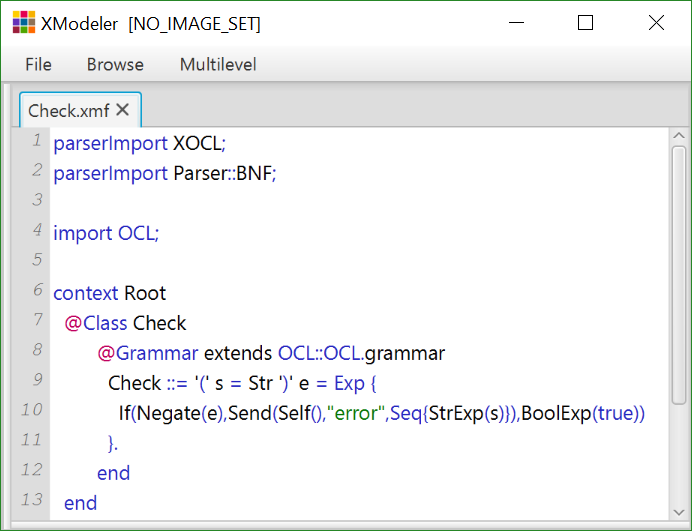 XModeler [NO_IMAGE_SET]
File Browse Multilevel
Check.xmf
1 parserImport XOCL;
2 parserImport Parser::BNF;
3
4 import OCL;
5
6 context Root
7 @Class Check
8 @Grammar extends OCL::OCL.grammar
9 Check ::= '(' s = Str ')' e = Exp {
10 If(Negate(e),Send(Self(),"error",Seq{StrExp(s)}),BoolExp(true))
11 }.
12 end
13 end